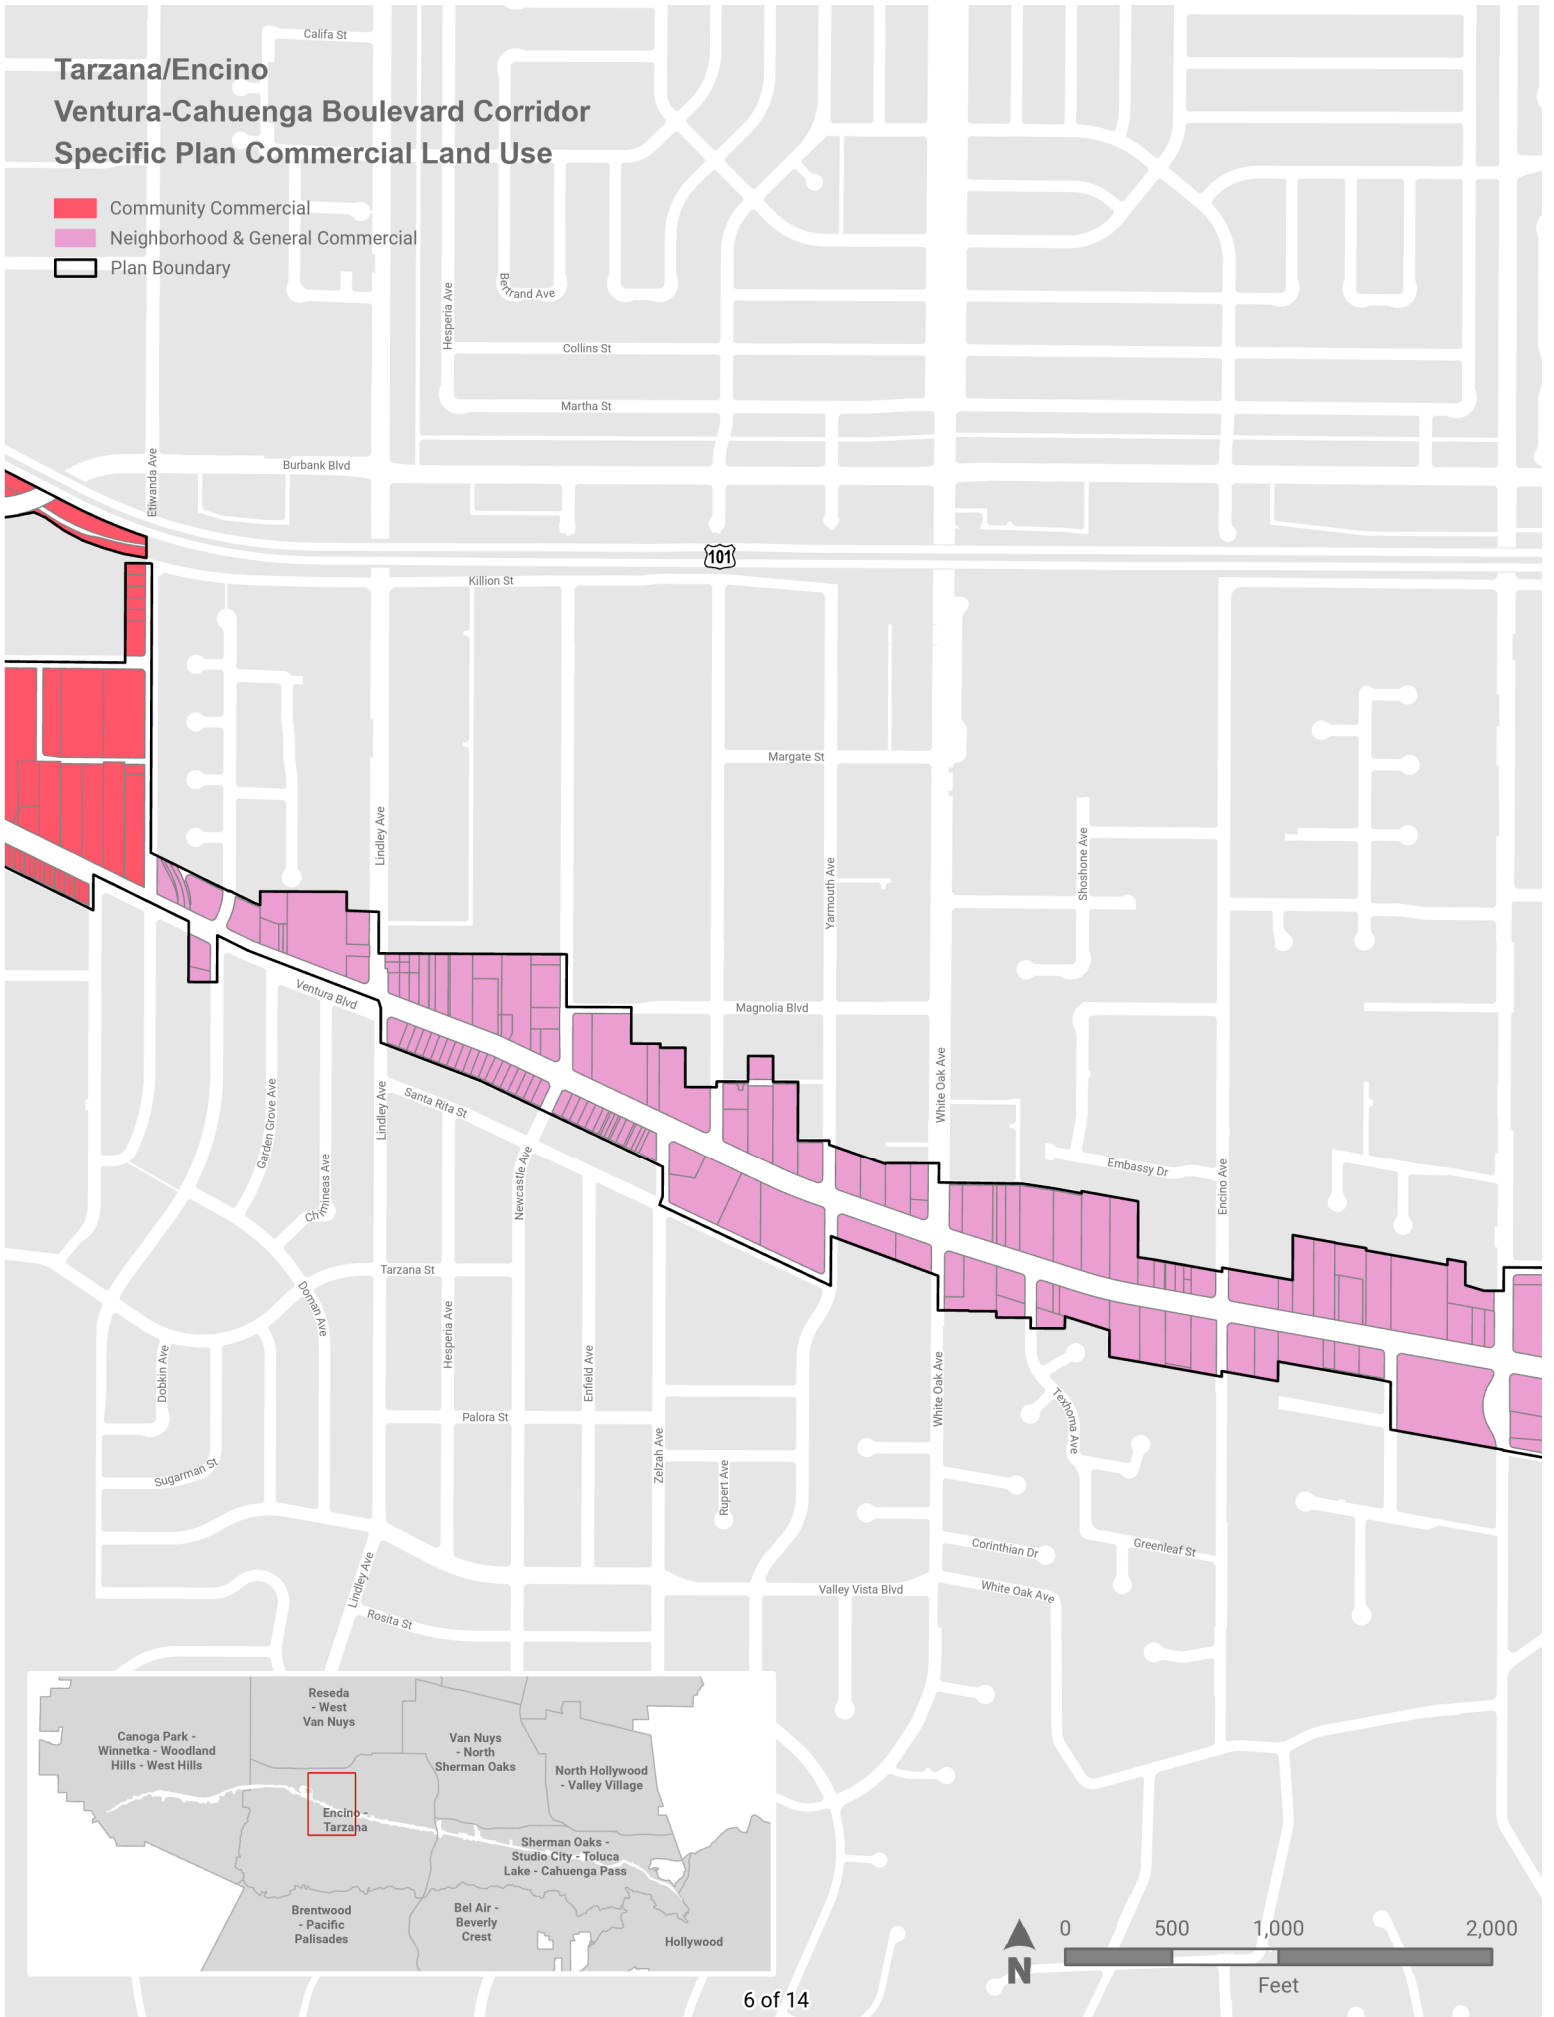 Tarzana/Encino
Ventura-Cahuenga Boulevard Corridor
Specific Plan Commercial Land Use
Community Commercial
Neighborhood & General Commercial
Plan Boundary
Califa St
Hesperia Ave
Bertrand Ave
Collins St
Martha St
Burbank Blvd
Etiwanda Ave
101
Killion St
Margate St
Lindley Ave
Yarmouth Ave
Shoshone Ave
Ventura Blvd
Magnolia Blvd
White Oak Ave
Garden Grove Ave
Lindley Ave
Santa Rita St
Chimineas Ave
Newcastle Ave
Embassy Dr
Encino Ave
Tarzana St
Dornan Ave
Hesperia Ave
Dobkin Ave
Enfield Ave
White Oak Ave
Texhoma Ave
Palora St
Zelzah Ave
Sugarman St
Rupert Ave
Corinthian Dr
Greenleaf St
Lindley Ave
Valley Vista Blvd
White Oak Ave
Rosita St
Reseda
- West
Van Nuys
Canoga Park -
Winnetka - Woodland
Hills - West Hills
Van Nuys
- North
Sherman Oaks
North Hollywood
- Valley Village
Encino -
Tarzana
Sherman Oaks -
Studio City - Toluca
Lake - Cahuenga Pass
Brentwood
- Pacific
Palisades
Bel Air -
Beverly
Crest
Hollywood
N
0 500 1,000 2,000
Feet
6 of 14